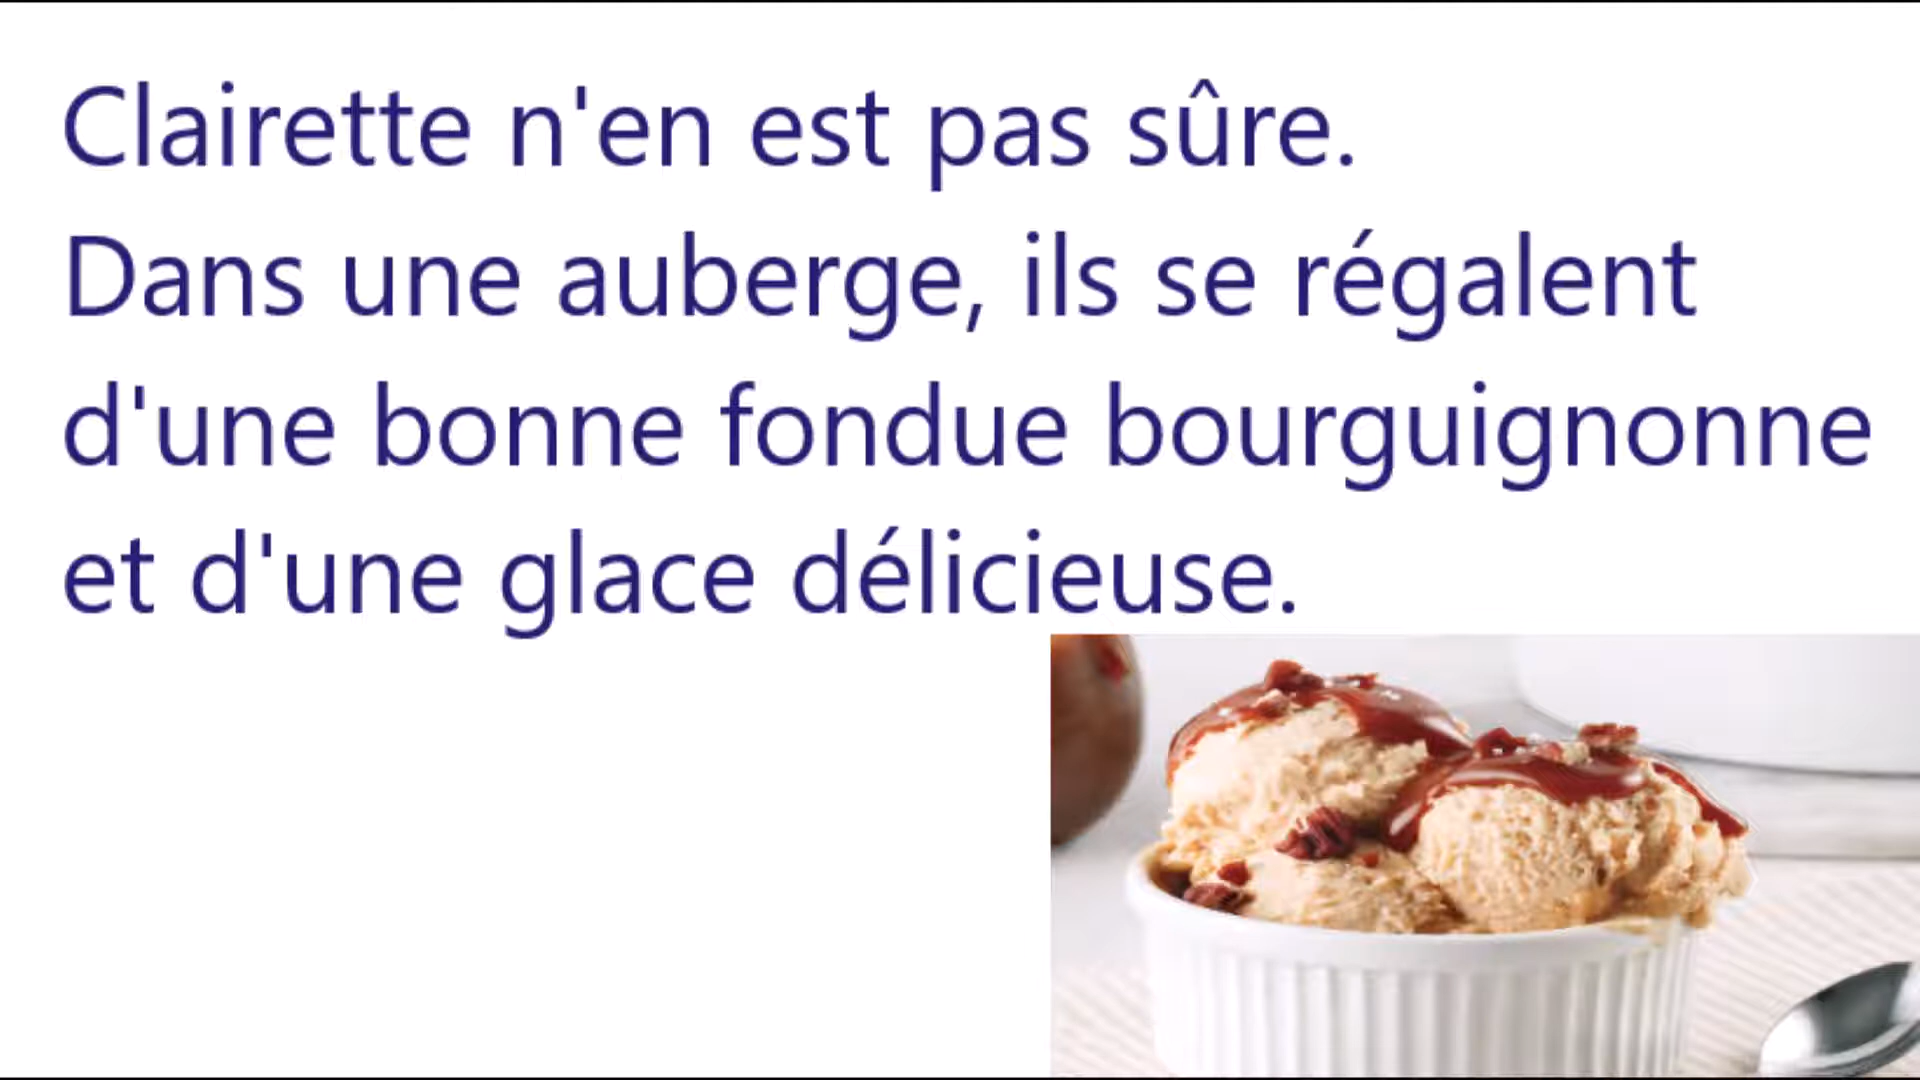 Clairette n'en est pas sûre.
Dans une auberge, ils se régalent
d'une bonne fondue bourguignonne
et d'une glace délicieuse.